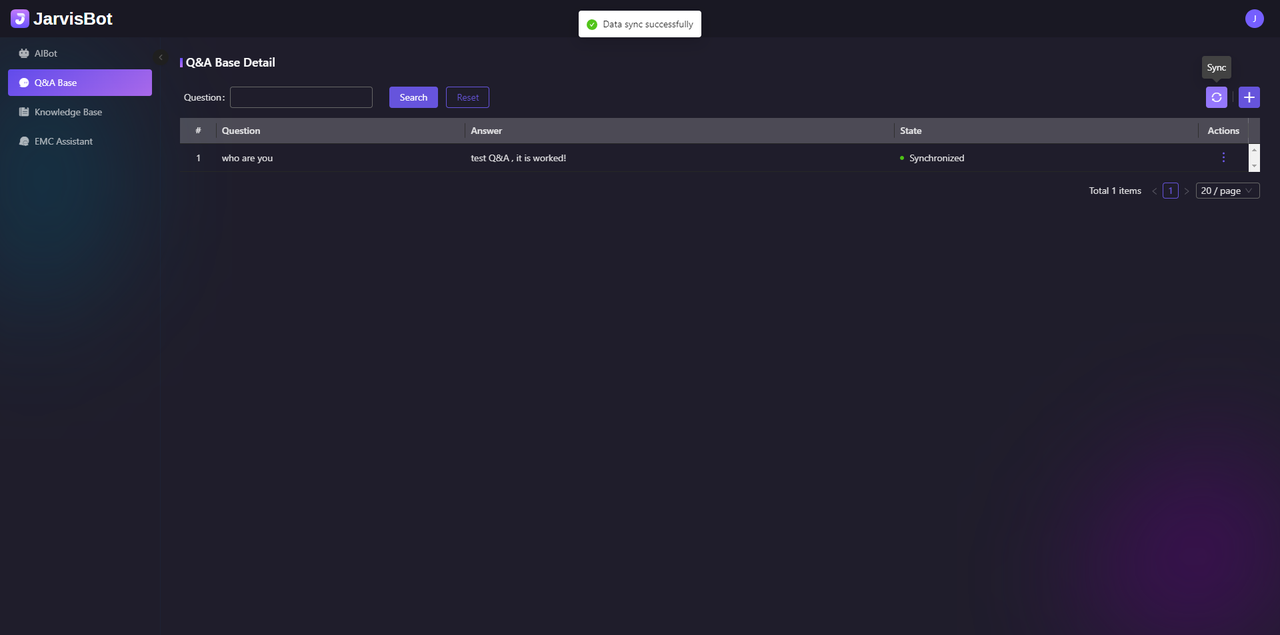 JarvisBot
Data sync successfully
J
AIBot
Q&A Base
Knowledge Base
EMC Assistant
Q&A Base Detail
Sync
Question:
Search
Reset
# Question Answer State Actions
1 who are you test Q&A , it is worked! Synchronized
Total 1 items 1 20 / page